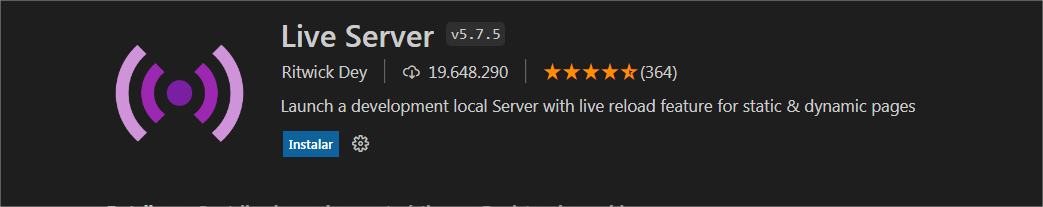 Live Server v5.7.5
Ritwick Dey 19.648.290 (364)
Launch a development local Server with live reload feature for static & dynamic pages
Instalar